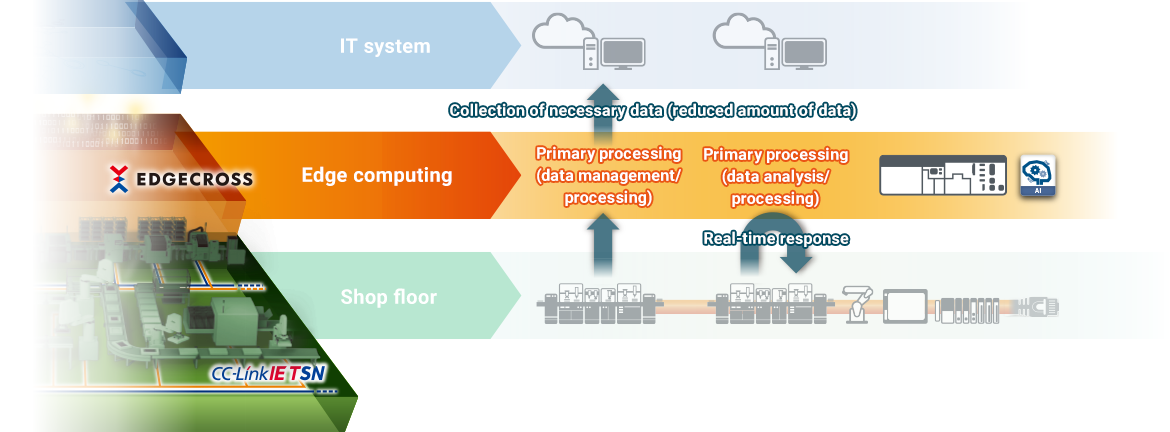 IT system
Collection of necessary data (reduced amount of data)
EDGECROSS
Edge computing
Primary processing
(data management/
processing)
Primary processing
(data analysis/
processing)
AI
Real-time response
Shop floor
CC-Link IE TSN